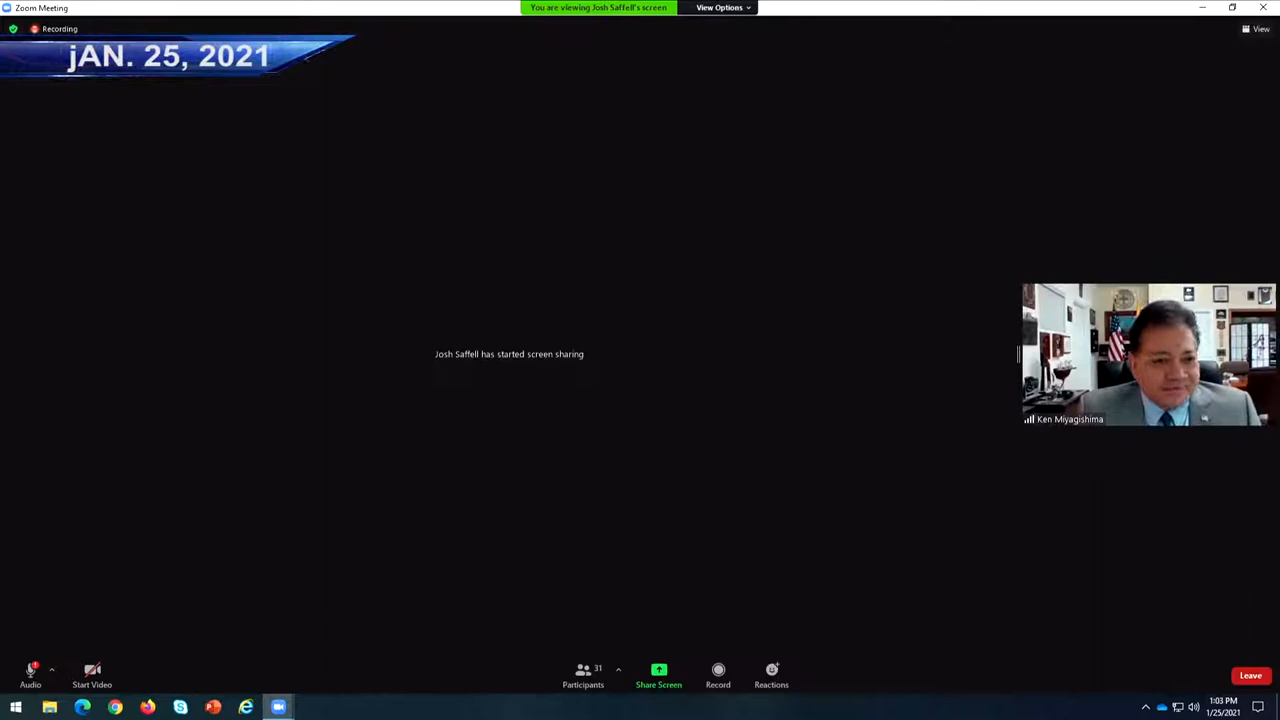 Zoom Meeting
You are viewing Josh Saffell's screen
View Options
Recording
View
jAN. 25, 2021
Josh Saffell has started screen sharing
Ken Miyagishima
31
Audio
Start Video
Participants
Share Screen
Record
Reactions
Leave
1:03 PM
1/25/2021